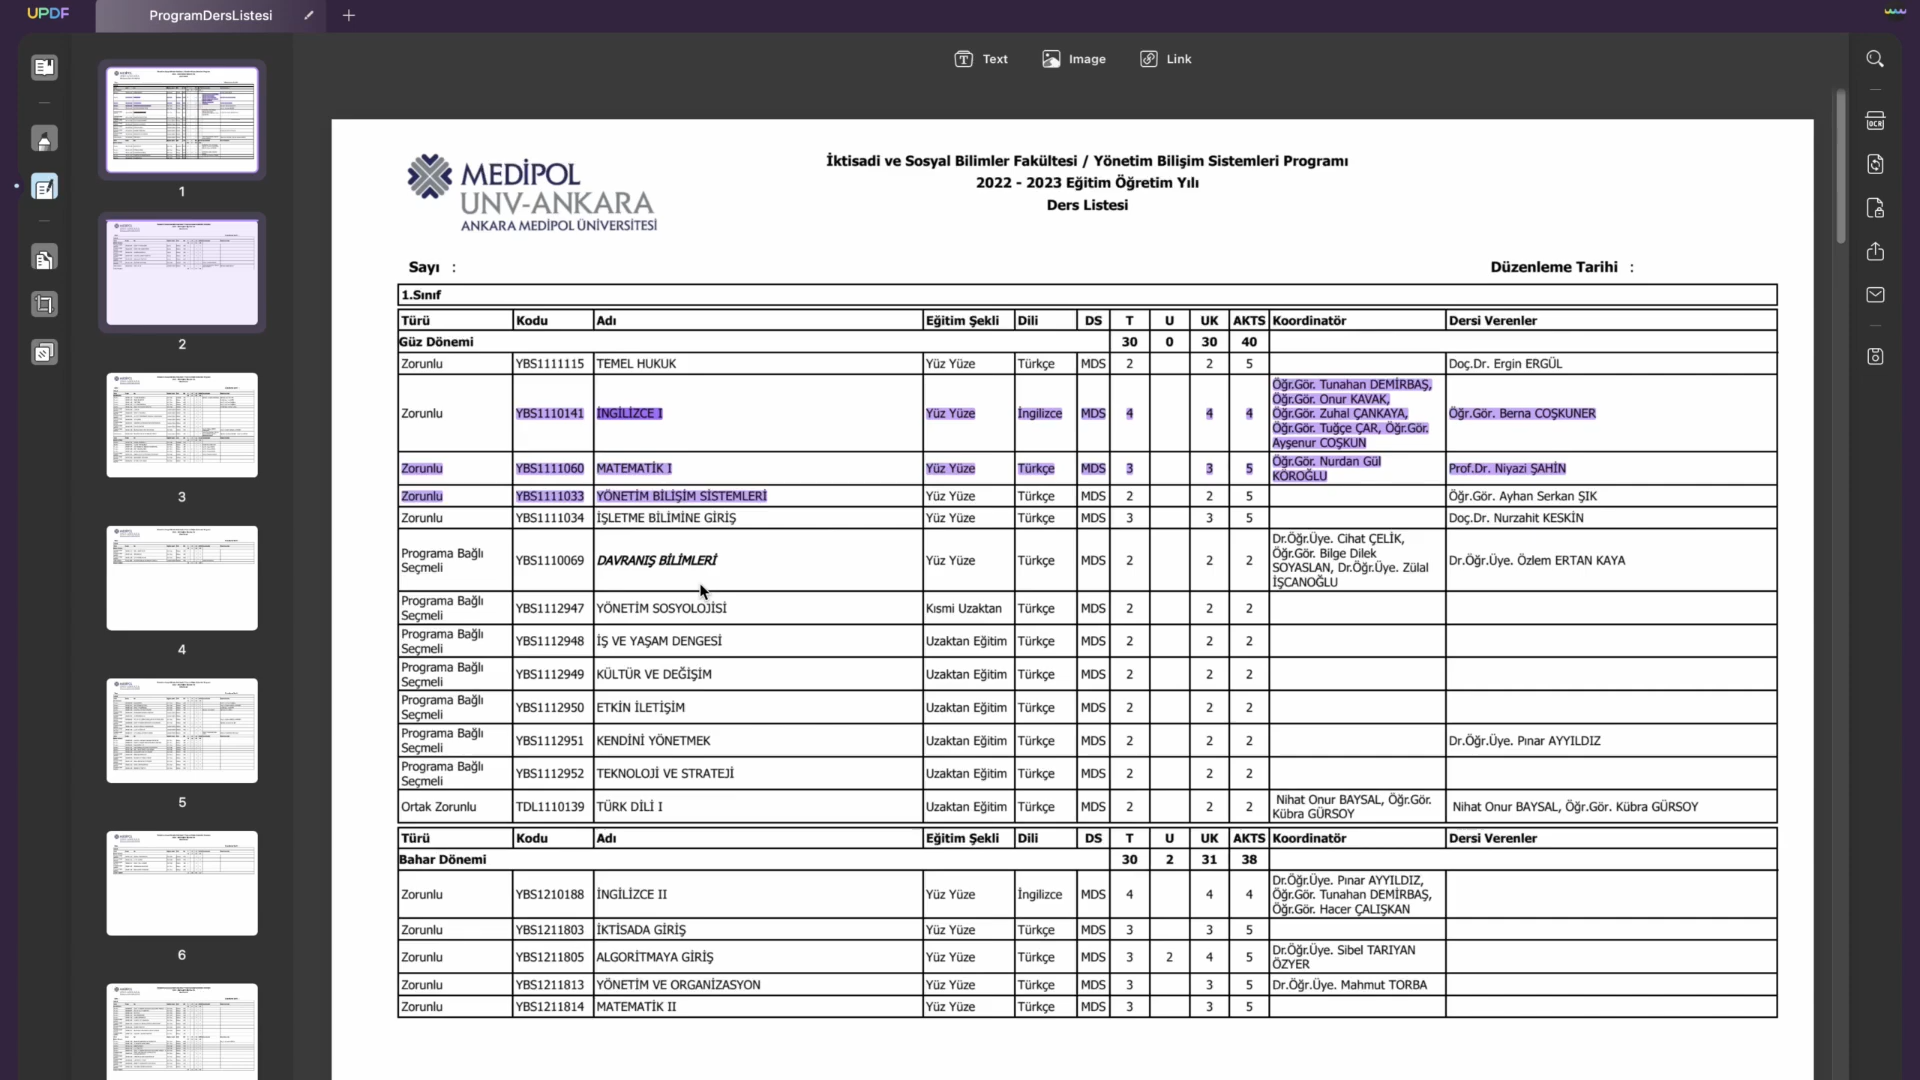 UPDF
ProgramDersListesi
Text
Image
Link
1
2
3
4
5
6
MEDİPOL
UNV-ANKARA
ANKARA MEDİPOL ÜNİVERSİTESİ
İktisadi ve Sosyal Bilimler Fakültesi / Yönetim Bilişim Sistemleri Programı
2022 - 2023 Eğitim Öğretim Yılı
Ders Listesi
Sayı :
Düzenleme Tarihi :
1.Sınıf
Türü Kodu Adı Eğitim Şekli Dili DS T U UK AKTS Koordinatör Dersi Verenler
Güz Dönemi 30 0 30 40
Zorunlu YBS1111115 TEMEL HUKUK Yüz Yüze Türkçe MDS 2 2 5 Doç.Dr. Ergin ERGÜL
Zorunlu YBS1110141 İNGİLİZCE I Yüz Yüze İngilizce MDS 4 4 4 Öğr.Gör. Tunahan DEMİRBAŞ,
Öğr.Gör. Onur KAVAK,
Öğr.Gör. Zuhal ÇANKAYA,
Öğr.Gör. Tuğçe ÇAR, Öğr.Gör.
Ayşenur COŞKUN
Öğr.Gör. Berna COŞKUNER
Zorunlu YBS1111060 MATEMATİK I Yüz Yüze Türkçe MDS 3 3 5 Öğr.Gör. Nurdan Gül
KÖROĞLU
Prof.Dr. Niyazi ŞAHİN
Zorunlu YBS1111033 YÖNETİM BİLİŞİM SİSTEMLERİ Yüz Yüze Türkçe MDS 2 2 5 Öğr.Gör. Ayhan Serkan ŞIK
Zorunlu YBS1111034 İŞLETME BİLİMİNE GİRİŞ Yüz Yüze Türkçe MDS 3 3 5 Doç.Dr. Nurzahit KESKİN
Programa Bağlı
Seçmeli
YBS1110069 DAVRANIŞ BİLİMLERİ Yüz Yüze Türkçe MDS 2 2 2 Dr.Öğr.Üye. Cihat ÇELİK,
Öğr.Gör. Bilge Dilek
SOYASLAN, Dr.Öğr.Üye. Zülal
İŞCANOĞLU
Dr.Öğr.Üye. Özlem ERTAN KAYA
Programa Bağlı
Seçmeli
YBS1112947 YÖNETİM SOSYOLOJİSİ Kısmi Uzaktan Türkçe MDS 2 2 2
Programa Bağlı
Seçmeli
YBS1112948 İŞ VE YAŞAM DENGESİ Uzaktan Eğitim Türkçe MDS 2 2 2
Programa Bağlı
Seçmeli
YBS1112949 KÜLTÜR VE DEĞİŞİM Uzaktan Eğitim Türkçe MDS 2 2 2
Programa Bağlı
Seçmeli
YBS1112950 ETKİN İLETİŞİM Uzaktan Eğitim Türkçe MDS 2 2 2
Programa Bağlı
Seçmeli
YBS1112951 KENDİNİ YÖNETMEK Uzaktan Eğitim Türkçe MDS 2 2 2 Dr.Öğr.Üye. Pınar AYYILDIZ
Programa Bağlı
Seçmeli
YBS1112952 TEKNOLOJİ VE STRATEJİ Uzaktan Eğitim Türkçe MDS 2 2 2
Ortak Zorunlu TDL1110139 TÜRK DİLİ I Uzaktan Eğitim Türkçe MDS 2 2 2 Nihat Onur BAYSAL, Öğr.Gör.
Kübra GÜRSOY
Nihat Onur BAYSAL, Öğr.Gör. Kübra GÜRSOY
Türü Kodu Adı Eğitim Şekli Dili DS T U UK AKTS Koordinatör Dersi Verenler
Bahar Dönemi 30 2 31 38
Zorunlu YBS1210188 İNGİLİZCE II Yüz Yüze İngilizce MDS 4 4 4 Dr.Öğr.Üye. Pınar AYYILDIZ,
Öğr.Gör. Tunahan DEMİRBAŞ,
Öğr.Gör. Hacer ÇALIŞKAN
Zorunlu YBS1211803 İKTİSADA GİRİŞ Yüz Yüze Türkçe MDS 3 3 5
Zorunlu YBS1211805 ALGORİTMAYA GİRİŞ Yüz Yüze Türkçe MDS 3 2 4 5 Dr.Öğr.Üye. Sibel TARIYAN
ÖZYER
Zorunlu YBS1211813 YÖNETİM VE ORGANİZASYON Yüz Yüze Türkçe MDS 3 3 5 Dr.Öğr.Üye. Mahmut TORBA
Zorunlu YBS1211814 MATEMATİK II Yüz Yüze Türkçe MDS 3 3 5
OCR